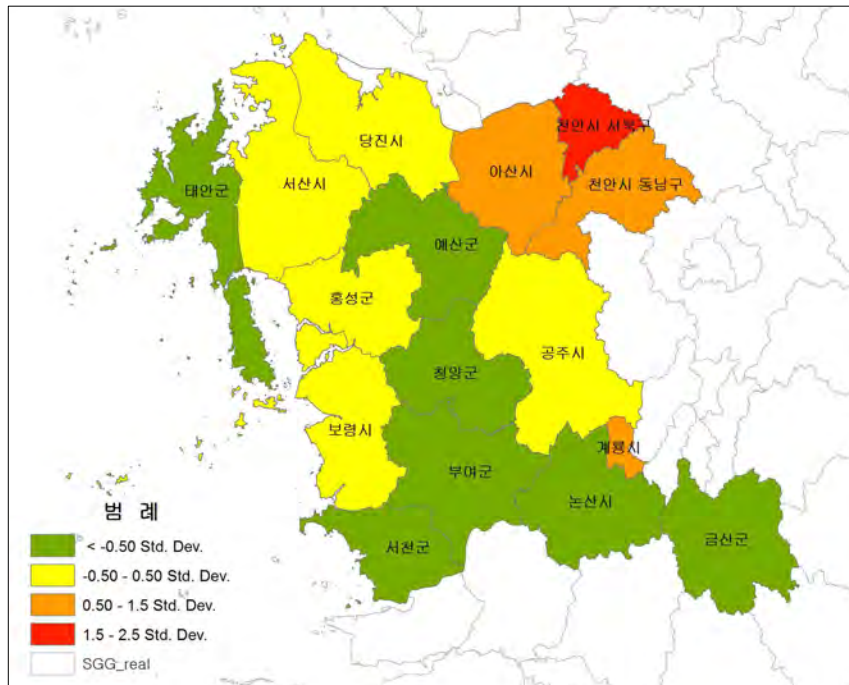 천안시 서북구
당진시
아산시
천안시 동남구
태안군
서산시
예산군
홍성군
공주시
청양군
보령시
계룡시
부여군
논산시
금산군
서천군
범 례
< -0.50 Std. Dev.
-0.50 - 0.50 Std. Dev.
0.50 - 1.5 Std. Dev.
1.5 - 2.5 Std. Dev.
SGG_real